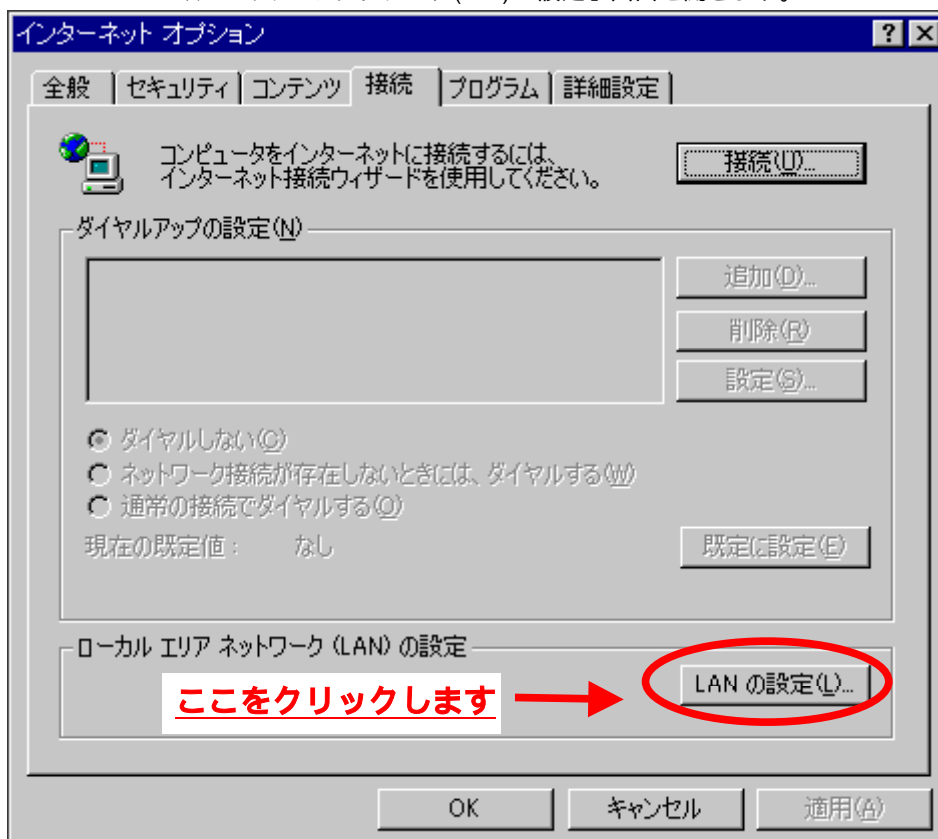 インターネット オプション
全般 セキュリティ コンテンツ 接続 プログラム 詳細設定
コンピュータをインターネットに接続するには、
インターネット接続ウィザードを使用してください。
接続(U)...
ダイヤルアップの設定(N)
追加(D)...
削除(R)
設定(S)...
ダイヤルしない(C)
ネットワーク接続が存在しないときには、ダイヤルする(W)
通常の接続でダイヤルする(O)
現在の既定値: なし
既定に設定(E)
ローカル エリア ネットワーク (LAN) の設定
ここをクリックします
LAN の設定(L)...
OK キャンセル 適用(A)